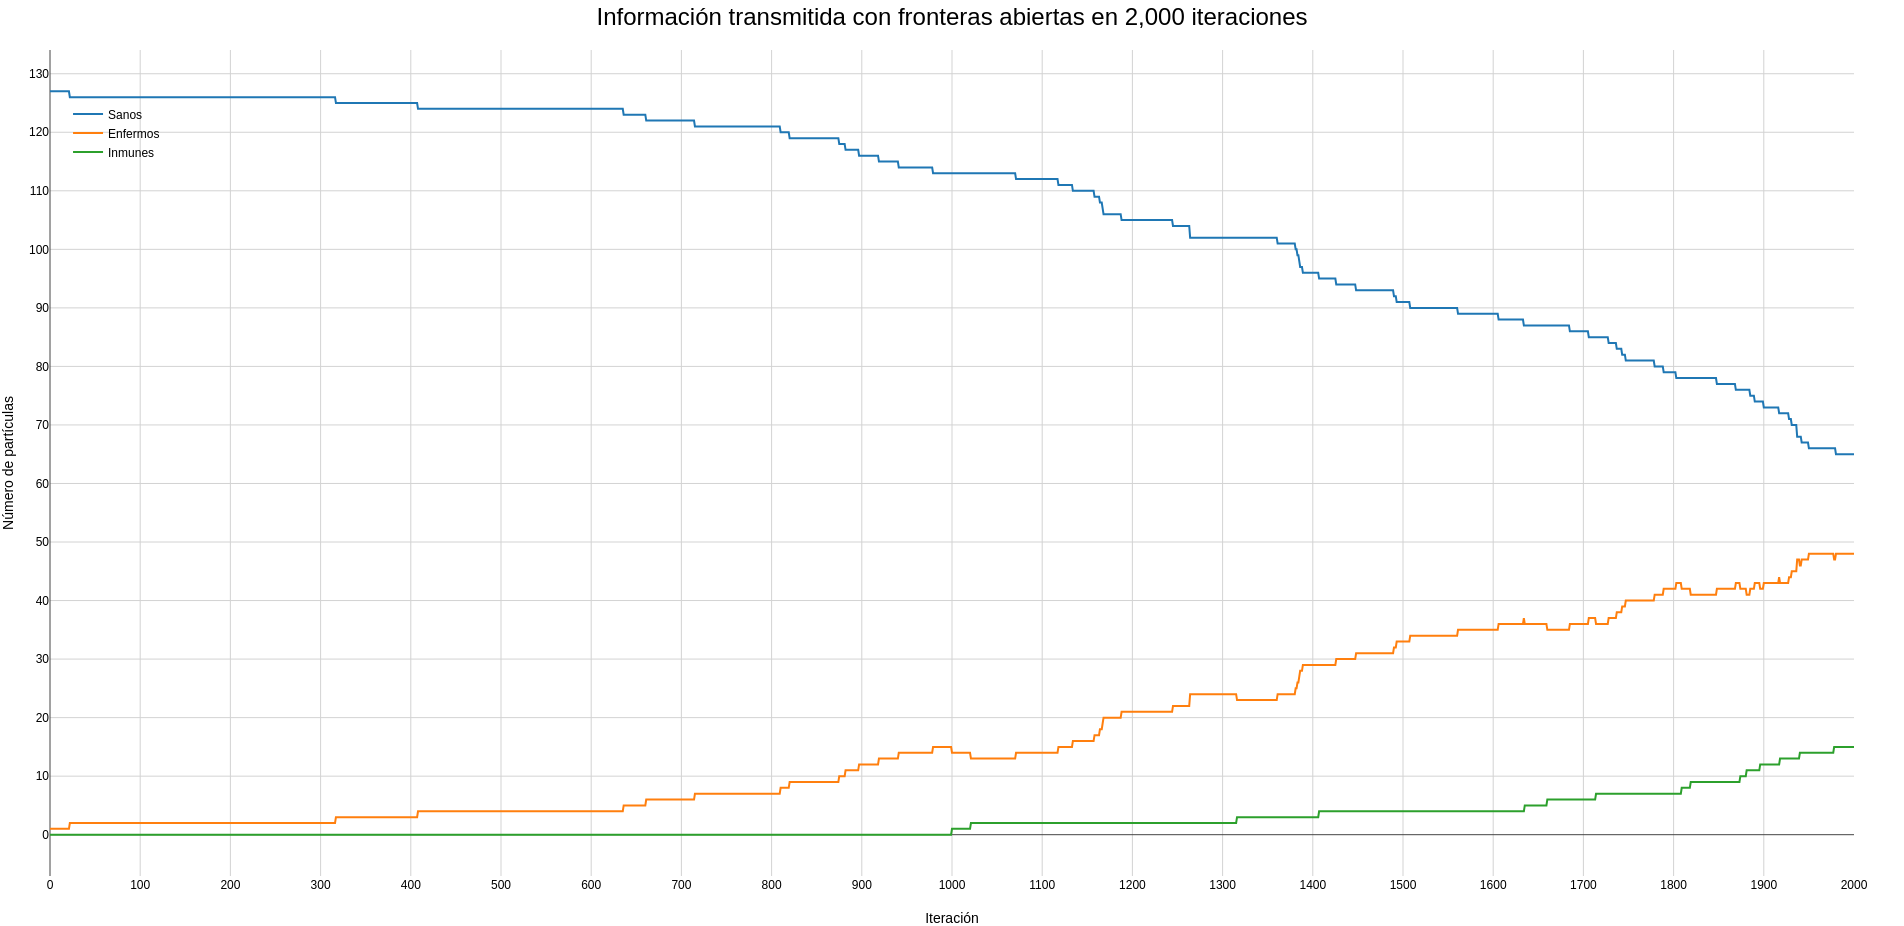 Información transmitida con fronteras abiertas en 2,000 iteraciones
130
120
110
100
90
80
70
60
50
40
30
20
10
0
Sanos
Enfermos
Inmunes
Número de partículas
0 100 200 300 400 500 600 700 800 900 1000 1100 1200 1300 1400 1500 1600 1700 1800 1900 2000
Iteración